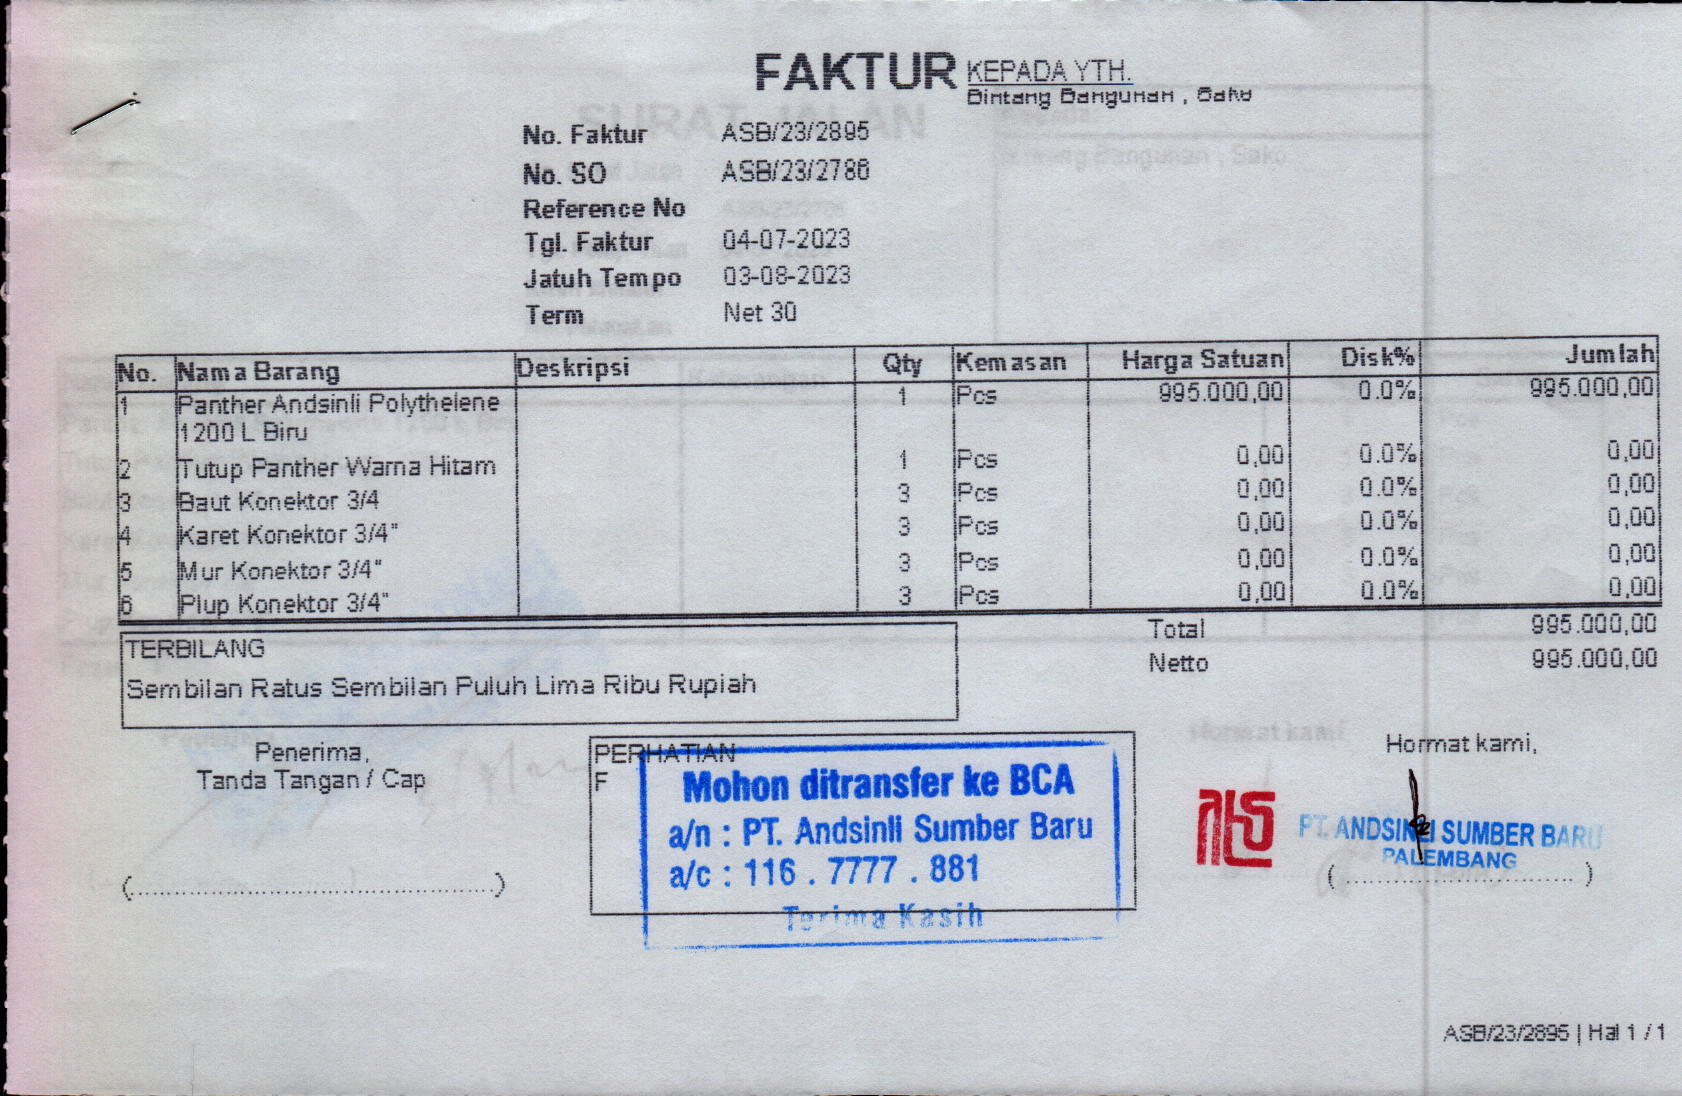 FAKTUR
KEPADA YTH.
Bintang Bangunan , Sako
No. Faktur ASB/23/2895
No. SO ASB/23/2786
Reference No
Tgl. Faktur 04-07-2023
Jatuh Tempo 03-08-2023
Term Net 30
No. Nama Barang Deskripsi Qty Kemasan Harga Satuan Disk% Jumlah
1 Panther Andsinli Polythelene 1 Pcs 995.000,00 0.0% 995.000,00
1200 L Biru
2 Tutup Panther Warna Hitam 1 Pcs 0,00 0.0% 0,00
3 Baut Konektor 3/4 3 Pcs 0,00 0.0% 0,00
4 Karet Konektor 3/4" 3 Pcs 0,00 0.0% 0,00
5 Mur Konektor 3/4" 3 Pcs 0,00 0.0% 0,00
6 Plup Konektor 3/4" 3 Pcs 0,00 0.0% 0,00
Total 995.000,00
Netto 995.000,00
TERBILANG
Sembilan Ratus Sembilan Puluh Lima Ribu Rupiah
Penerima,
Tanda Tangan / Cap
(..................................................)
PERHATIAN
F
Mohon ditransfer ke BCA
a/n : PT. Andsinli Sumber Baru
a/c : 116 . 7777 . 881
Terima Kasih
Hormat kami,
PT. ANDSINLI SUMBER BARU
PALEMBANG
(..................................)
ASB/23/2895 | Hal 1 / 1